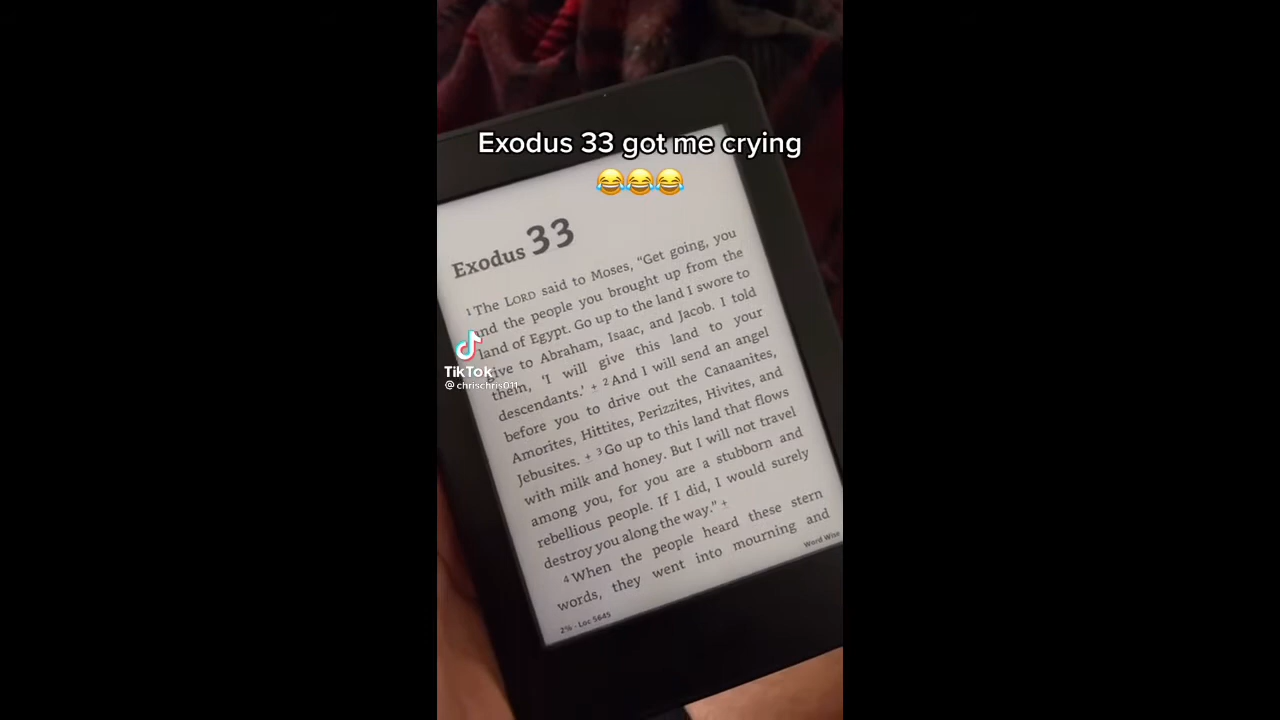 Exodus 33 got me crying
😂😂😂
Exodus 33
1 The LORD said to Moses, “Get going, you
and the people you brought up from the
land of Egypt. Go up to the land I swore to
give to Abraham, Isaac, and Jacob. I told
them, ‘I will give this land to your
descendants.’ + 2 And I will send an angel
before you to drive out the Canaanites,
Amorites, Hittites, Perizzites, Hivites, and
Jebusites. + 3 Go up to this land that flows
with milk and honey. But I will not travel
among you, for you are a stubborn and
rebellious people. If I did, I would surely
destroy you along the way.” +
4 When the people heard these stern
words, they went into mourning and
Word Wise
2% · Loc 5645
TikTok
@chrischris011